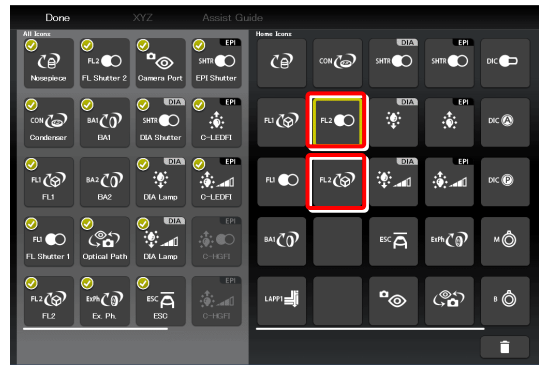 Done XYZ Assist Guide
All Icons Home Icons
EPI DIA EPI
FL2 SHTR CON SHTR SHTR DIC
Nosepiece FL Shutter 2 Camera Port EPI Shutter
DIA EPI DIA EPI
CON BA1 SHTR FL1 FL2 DIC A
Condenser BA1 DIA Shutter C-LEDFI
DIA EPI DIA EPI
FL1 BA2 FL1 FL2 DIC P
FL1 BA2 DIA Lamp C-LEDFI
DIA EPI
FL1 BA1 ESC ExPh M
FL Shutter 1 Optical Path DIA Lamp C-HGFI
EPI
FL2 ExPh ESC LAPP1 B
FL2 Ex. Ph. ESC C-HGFI